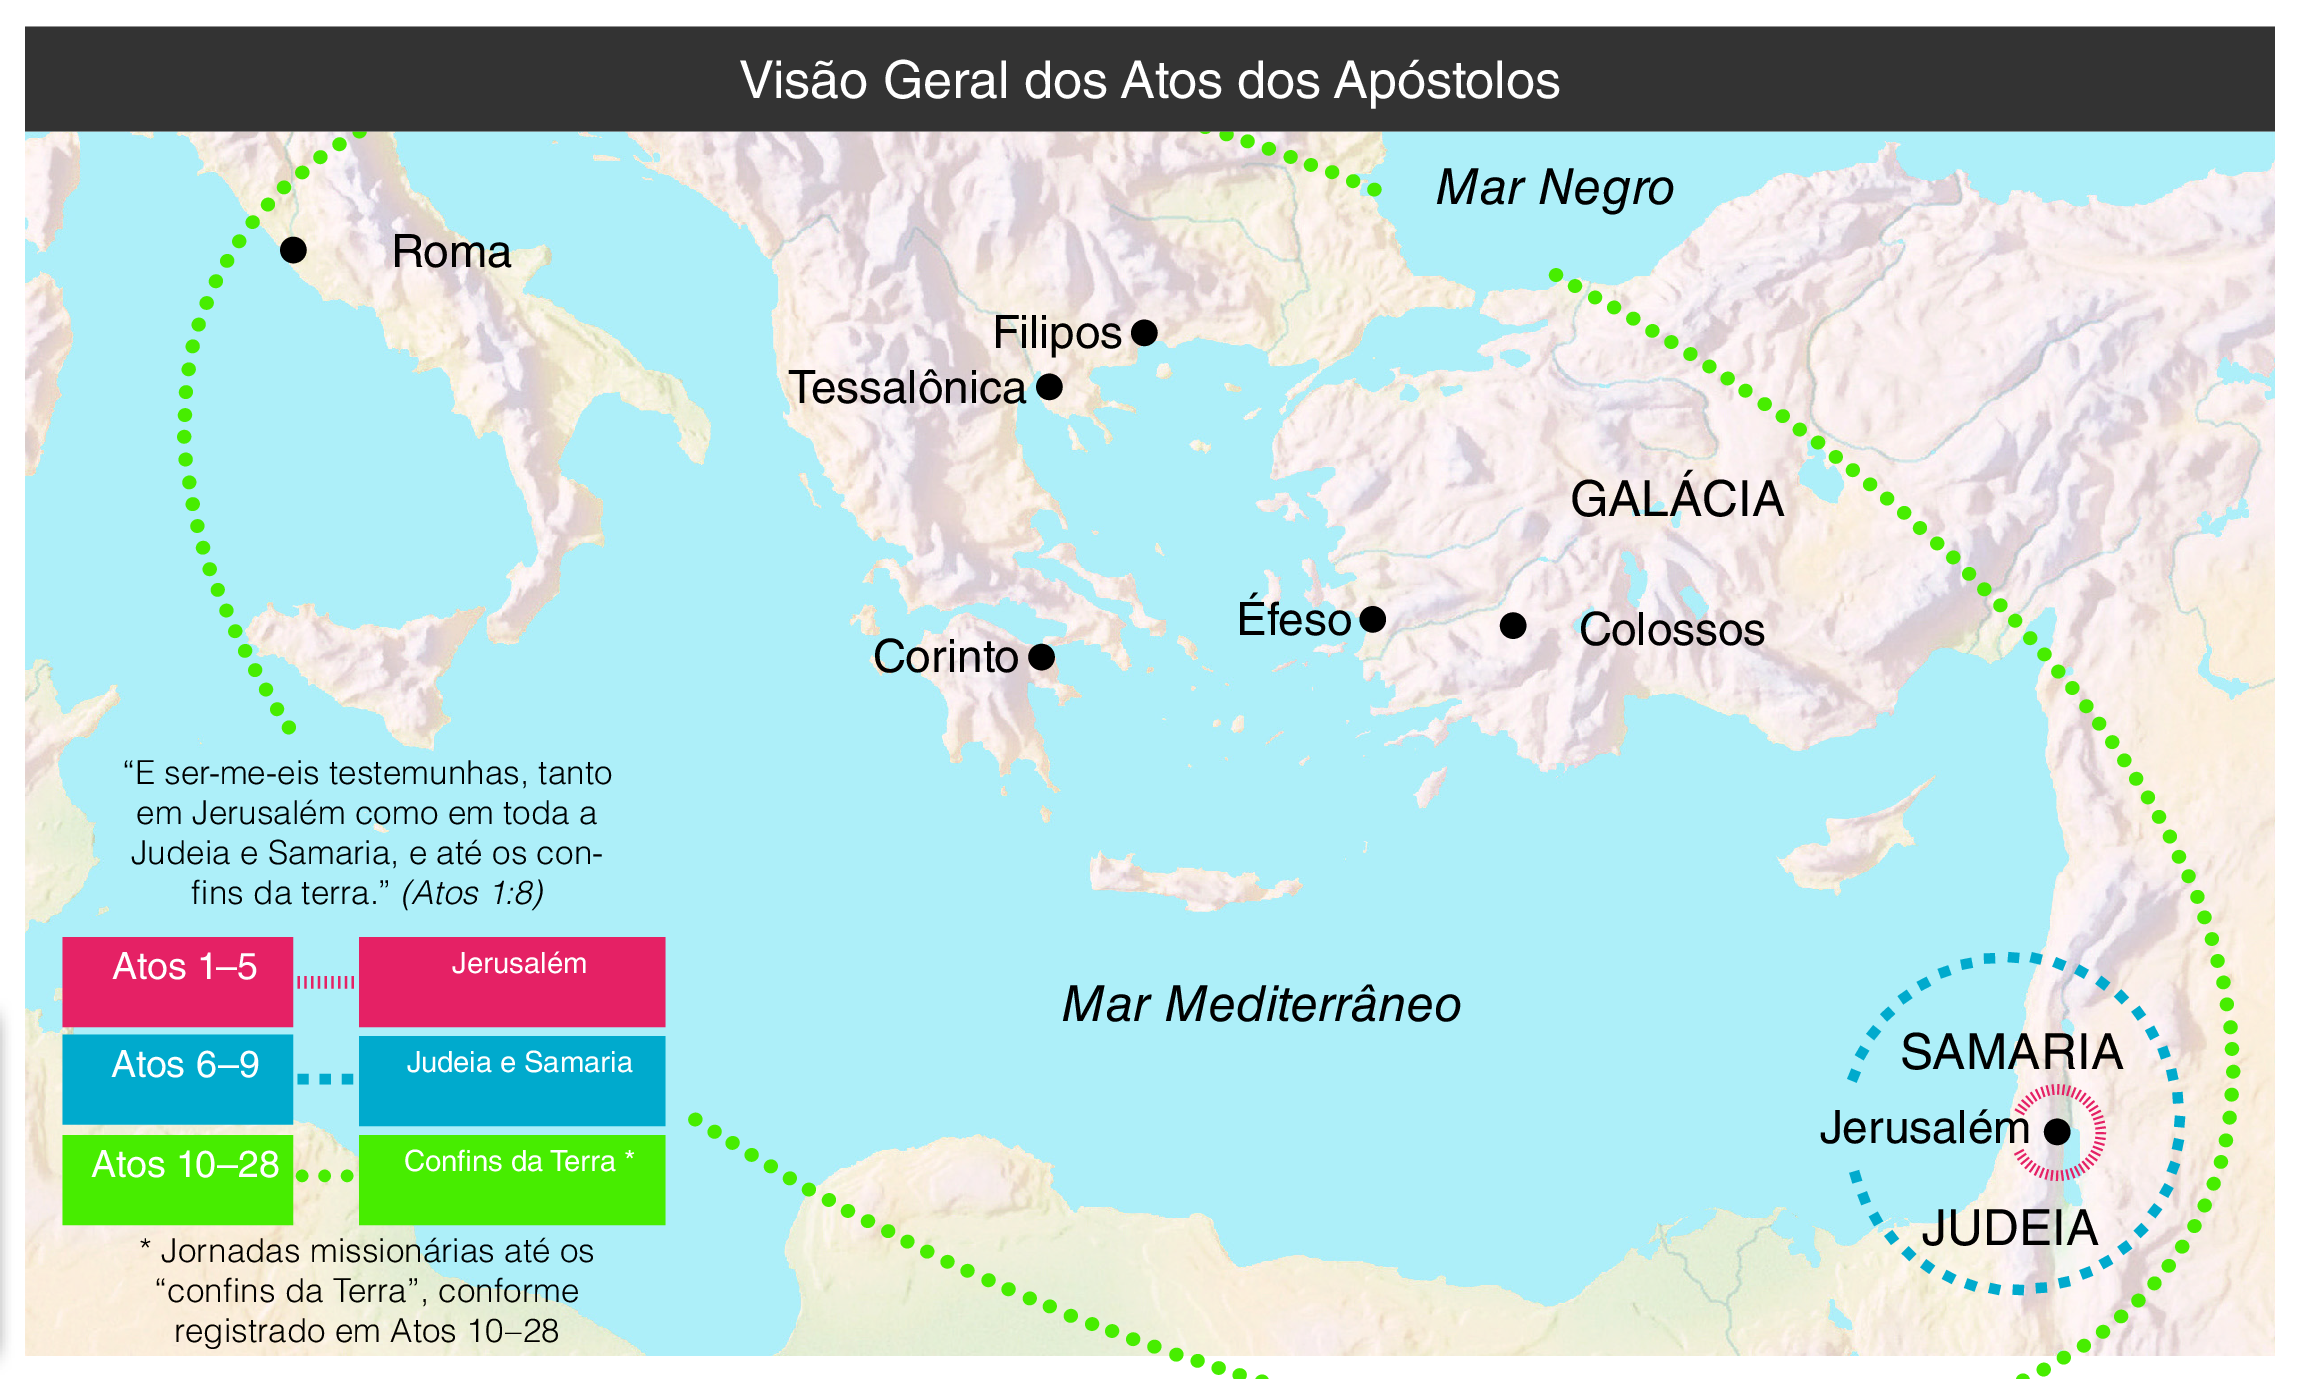 Visão Geral dos Atos dos Apóstolos
Mar Negro
Roma
Filipos
Tessalônica
GALÁCIA
Éfeso
Colossos
Corinto
“E ser-me-eis testemunhas, tanto
em Jerusalém como em toda a
Judeia e Samaria, e até os con-
fins da terra.” (Atos 1:8)
Atos 1–5
Jerusalém
Atos 6–9
Judeia e Samaria
Atos 10–28
Confins da Terra *
* Jornadas missionárias até os
“confins da Terra”, conforme
registrado em Atos 10–28
Mar Mediterrâneo
SAMARIA
Jerusalém
JUDEIA